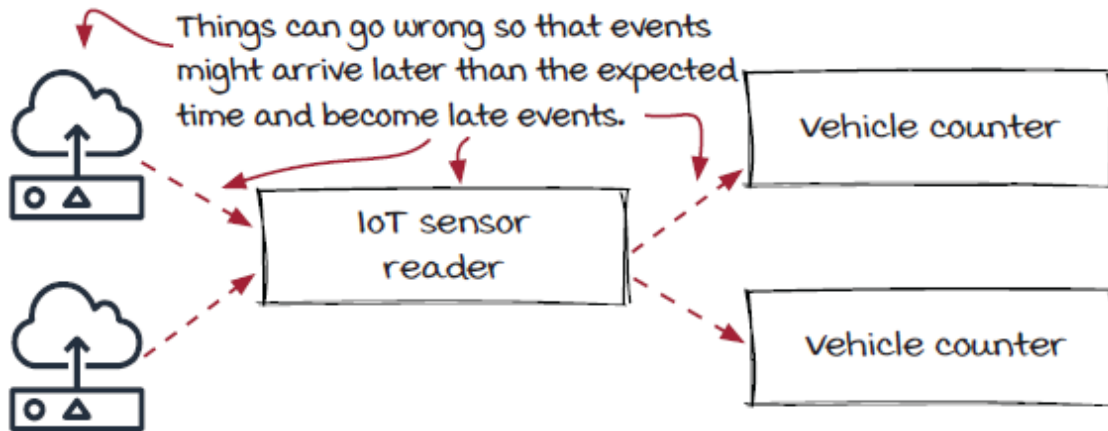 Things can go wrong so that events
might arrive later than the expected
time and become late events.
Vehicle counter
IoT sensor
reader
Vehicle counter